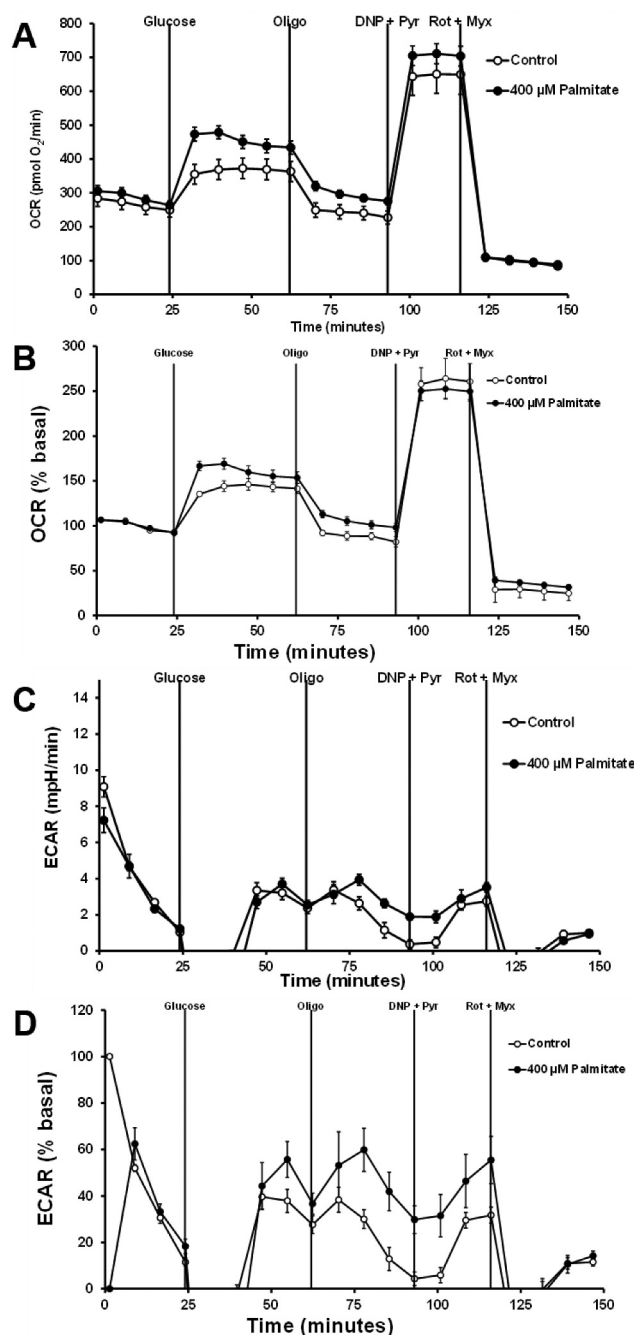 A
Glucose Oligo DNP + Pyr Rot + Myx
800
700
600
500
400
300
200
100
0
OCR (pmol O₂/min)
Control
400 µM Palmitate
0 25 50 75 100 125 150
Time (minutes)
B
Glucose Oligo DNP + Pyr Rot + Myx
300
250
200
150
100
50
0
OCR (% basal)
Control
400 µM Palmitate
0 25 50 75 100 125 150
Time (minutes)
C
Glucose Oligo DNP + Pyr Rot + Myx
14
12
10
8
6
4
2
0
ECAR (mpH/min)
Control
400 µM Palmitate
0 25 50 75 100 125 150
Time (minutes)
D
Glucose Oligo DNP + Pyr Rot + Myx
120
100
80
60
40
20
0
ECAR (% basal)
Control
400 µM Palmitate
0 25 50 75 100 125 150
Time (minutes)